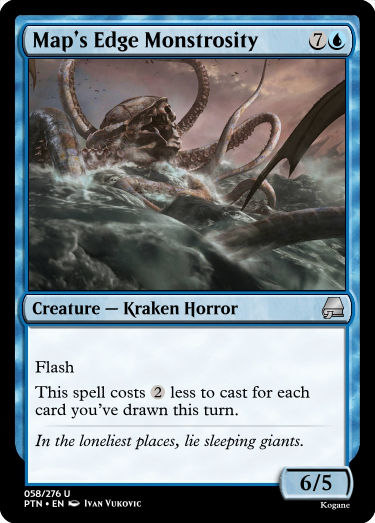 Map's Edge Monstrosity 7
Creature — Kraken Horror
Flash
This spell costs 2 less to cast for each
card you've drawn this turn.
In the loneliest places, lie sleeping giants.
6/5
058/276 U
PTN • EN Ivan Vukovic
Kogane